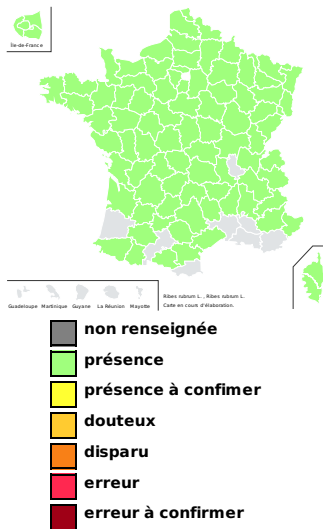 Île-de-France
Guadeloupe Martinique Guyane La Réunion Mayotte
Ribes rubrum L., Ribes rubrum L.
Carte en cours d'élaboration.
non renseignée
présence
présence à confimer
douteux
disparu
erreur
erreur à confirmer